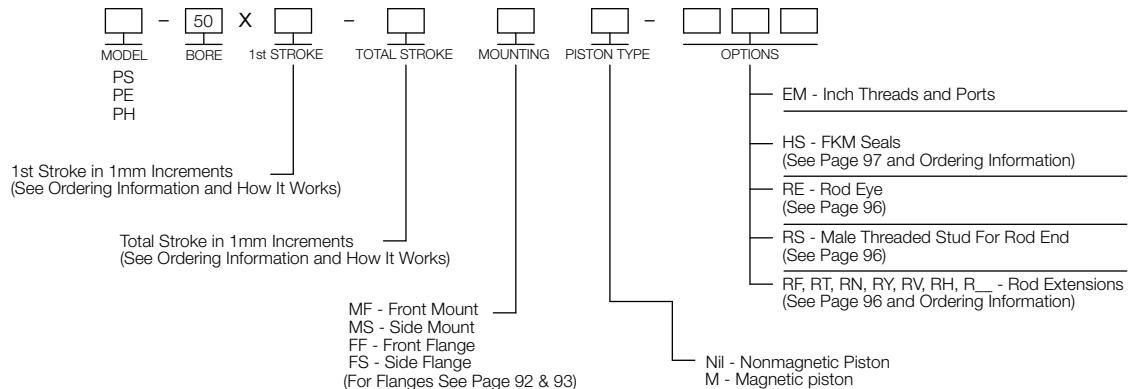 - 50 X - -
MODEL BORE 1st STROKE TOTAL STROKE MOUNTING PISTON TYPE OPTIONS
PS
PE
PH
EM - Inch Threads and Ports
HS - FKM Seals
(See Page 97 and Ordering Information)
1st Stroke in 1mm Increments
(See Ordering Information and How It Works)
RE - Rod Eye
(See Page 96)
Total Stroke in 1mm Increments
(See Ordering Information and How It Works)
RS - Male Threaded Stud For Rod End
(See Page 96)
RF, RT, RN, RY, RV, RH, R__ - Rod Extensions
(See Page 96 and Ordering Information)
MF - Front Mount
MS - Side Mount
FF - Front Flange
FS - Side Flange
(For Flanges See Page 92 & 93)
Nil - Nonmagnetic Piston
M - Magnetic piston